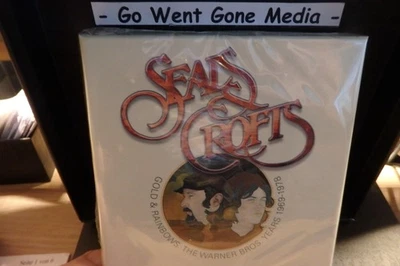 - Go Went Gone Media -
SEALS
CROFTS
GOLD & RAINBOWS: THE WARNER BROS. YEARS 1969-1978